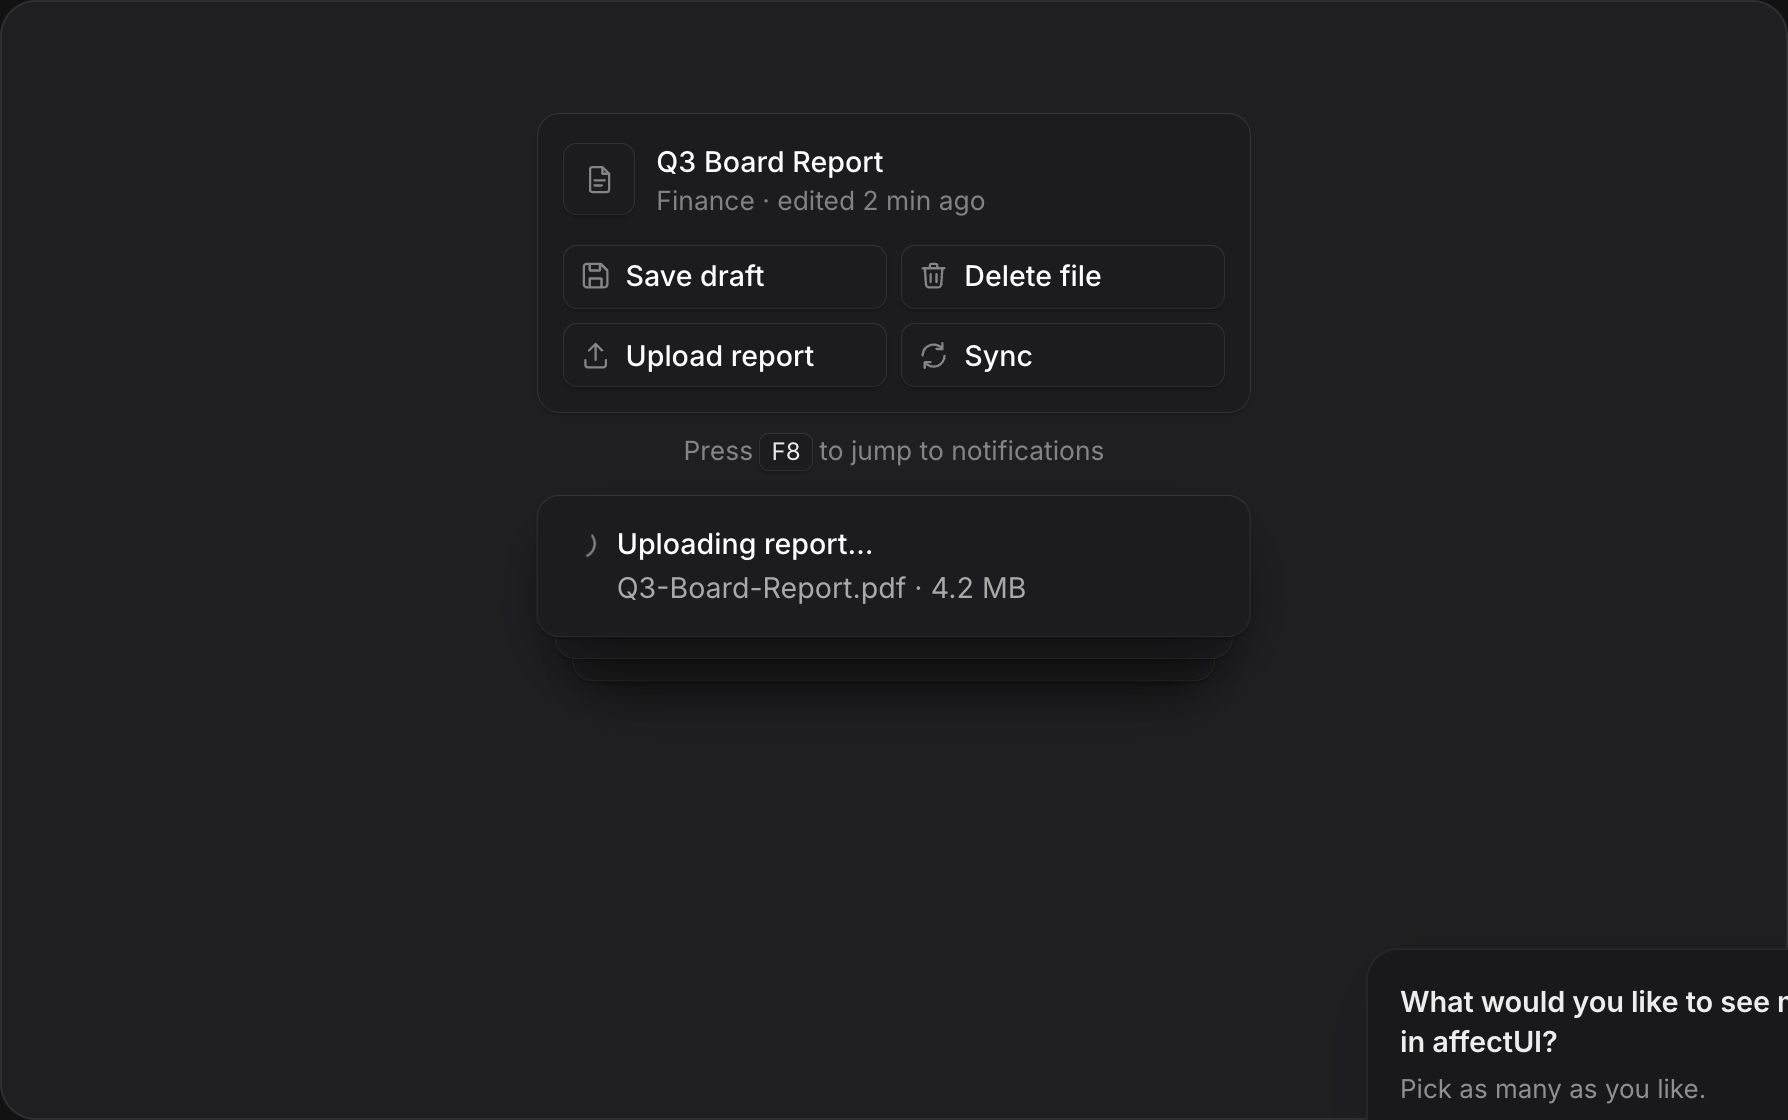 Q3 Board Report
Finance · edited 2 min ago
Save draft
Delete file
Upload report
Sync
Press F8 to jump to notifications
Uploading report...
Q3-Board-Report.pdf · 4.2 MB
What would you like to see
in affectUI?
Pick as many as you like.